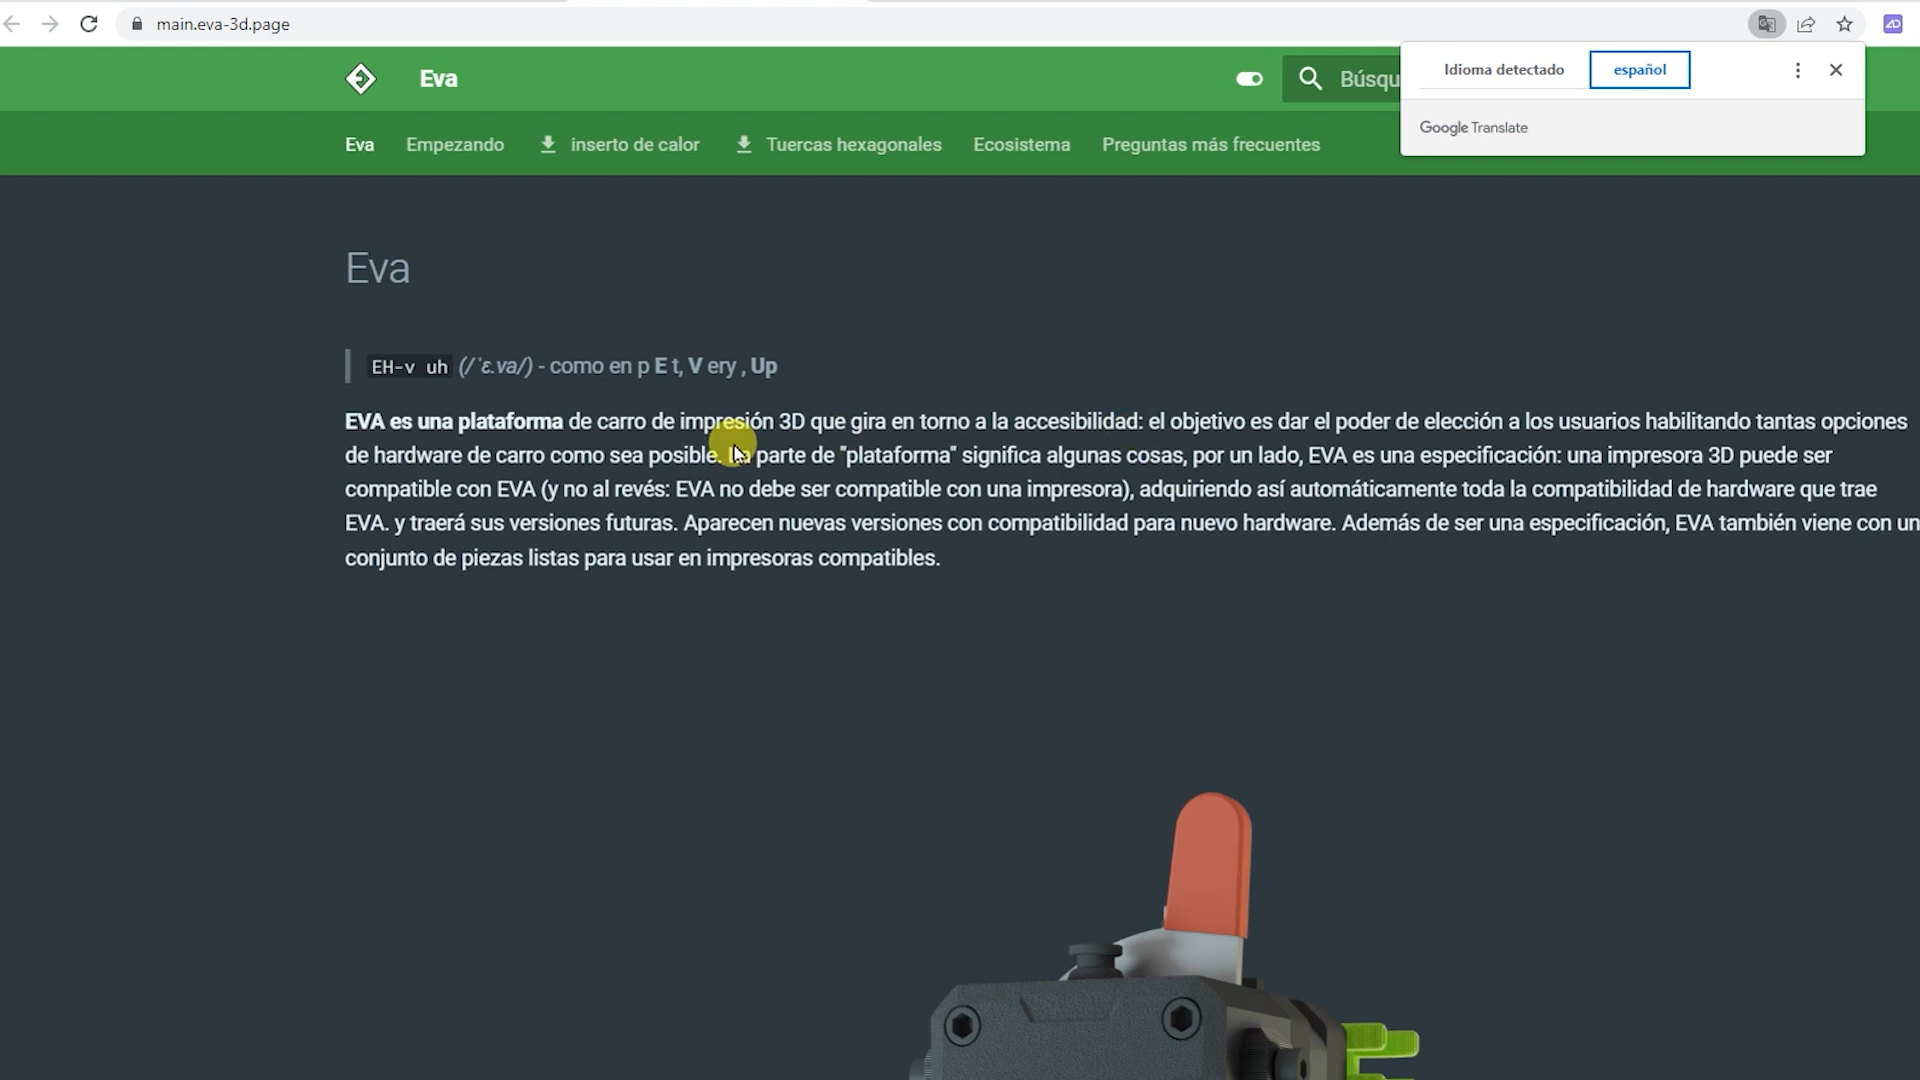 main.eva-3d.page
Idioma detectado español
Google Translate
Eva
Búsqu
Eva Empezando inserto de calor Tuercas hexagonales Ecosistema Preguntas más frecuentes
Eva
EH-v uh (/ˈɛ.va/) - como en p E t, V ery , Up
EVA es una plataforma de carro de impresión 3D que gira en torno a la accesibilidad: el objetivo es dar el poder de elección a los usuarios habilitando tantas opciones
de hardware de carro como sea posible. La parte de "plataforma" significa algunas cosas, por un lado, EVA es una especificación: una impresora 3D puede ser
compatible con EVA (y no al revés: EVA no debe ser compatible con una impresora), adquiriendo así automáticamente toda la compatibilidad de hardware que trae
EVA. y traerá sus versiones futuras. Aparecen nuevas versiones con compatibilidad para nuevo hardware. Además de ser una especificación, EVA también viene con un
conjunto de piezas listas para usar en impresoras compatibles.